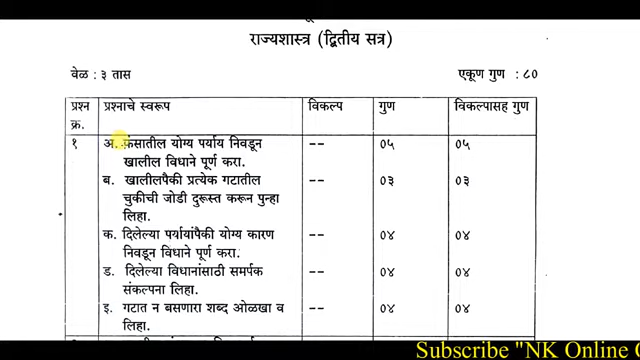 राज्यशास्त्र (द्वितीय सत्र)
वेळ : ३ तास एकूण गुण : ८०
प्रश्न क्र. प्रश्नाचे स्वरूप विकल्प गुण विकल्पासह गुण
१ अ. कंसातील योग्य पर्याय निवडून -- ०५ ०५
खालील विधाने पूर्ण करा.
ब. खालीलपैकी प्रत्येक गटातील -- ०३ ०३
चुकीची जोडी दुरूस्त करून पुन्हा
लिहा.
क. दिलेल्या पर्यायांपैकी योग्य कारण -- ०४ ०४
निवडून विधाने पूर्ण करा.
ड. दिलेल्या विधानांसाठी समर्पक -- ०४ ०४
संकल्पना लिहा.
इ. गटात न बसणारा शब्द ओळखा व -- ०४ ०४
लिहा.
Subscribe "NK Online